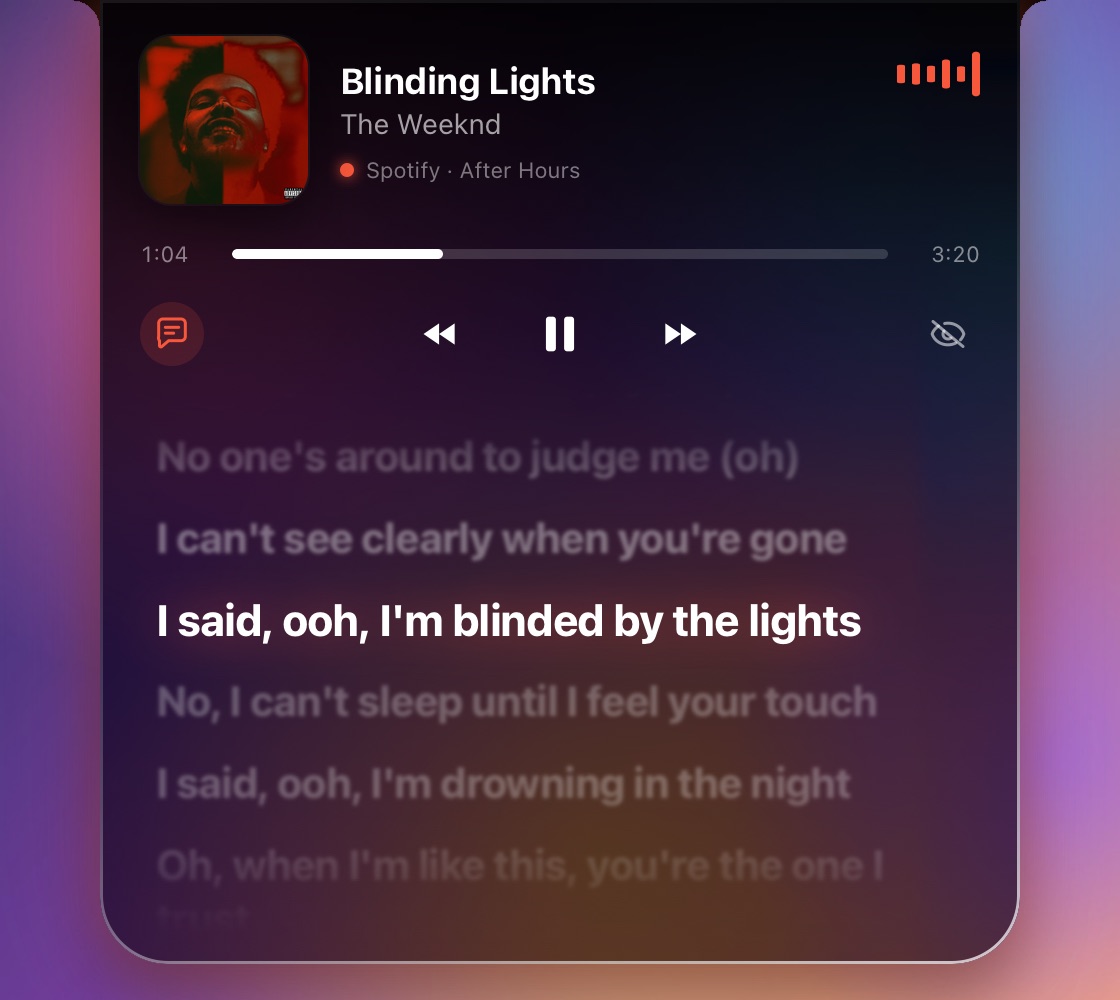 Blinding Lights
The Weeknd
Spotify · After Hours
1:04
3:20
No one's around to judge me (oh)
I can't see clearly when you're gone
I said, ooh, I'm blinded by the lights
No, I can't sleep until I feel your touch
I said, ooh, I'm drowning in the night
Oh, when I'm like this, you're the one I
trust